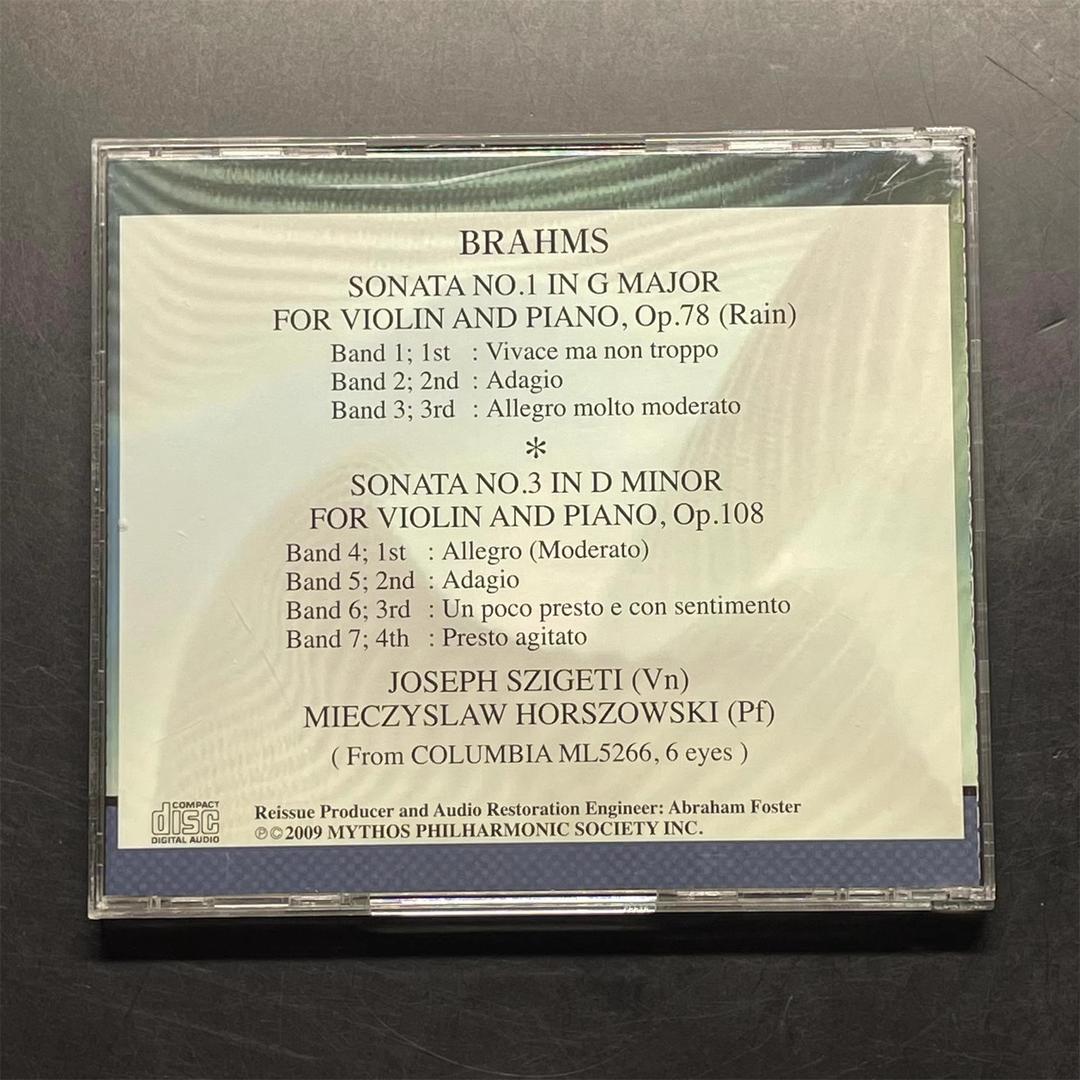 BRAHMS
SONATA NO.1 IN G MAJOR
FOR VIOLIN AND PIANO, Op.78 (Rain)
Band 1; 1st : Vivace ma non troppo
Band 2; 2nd : Adagio
Band 3; 3rd : Allegro molto moderato
*
SONATA NO.3 IN D MINOR
FOR VIOLIN AND PIANO, Op.108
Band 4; 1st : Allegro (Moderato)
Band 5; 2nd : Adagio
Band 6; 3rd : Un poco presto e con sentimento
Band 7; 4th : Presto agitato
JOSEPH SZIGETI (Vn)
MIECZYSLAW HORSZOWSKI (Pf)
( From COLUMBIA ML5266, 6 eyes )
COMPACT
disc
DIGITAL AUDIO
Reissue Producer and Audio Restoration Engineer: Abraham Foster
℗©2009 MYTHOS PHILHARMONIC SOCIETY INC.